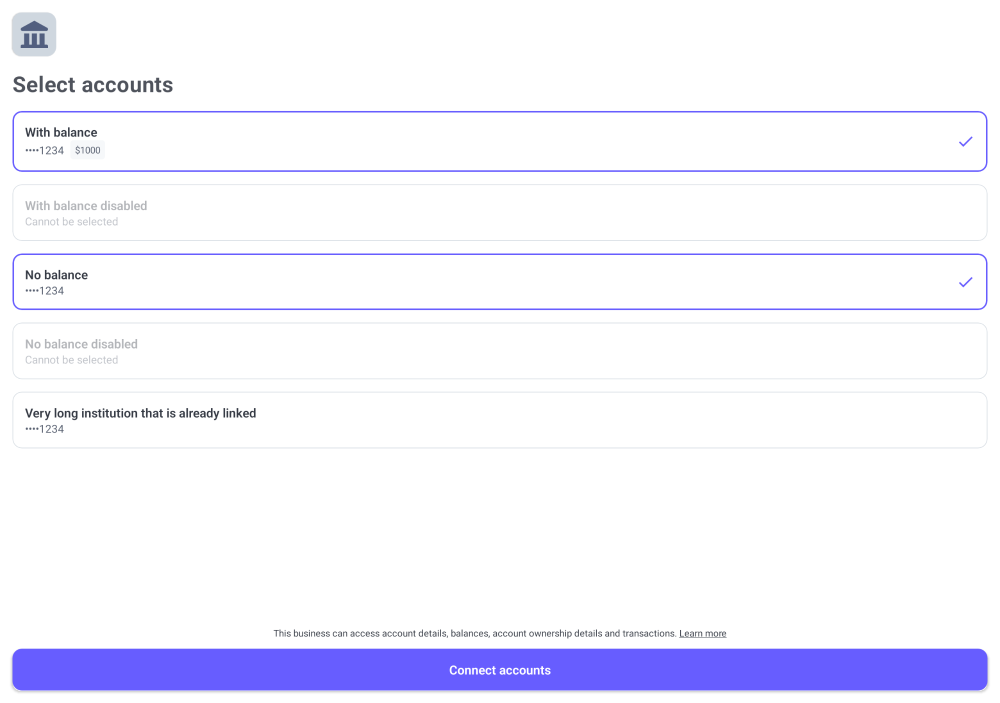 Select accounts
With balance
••••1234 $1000
With balance disabled
Cannot be selected
No balance
••••1234
No balance disabled
Cannot be selected
Very long institution that is already linked
••••1234
This business can access account details, balances, account ownership details and transactions. Learn more
Connect accounts